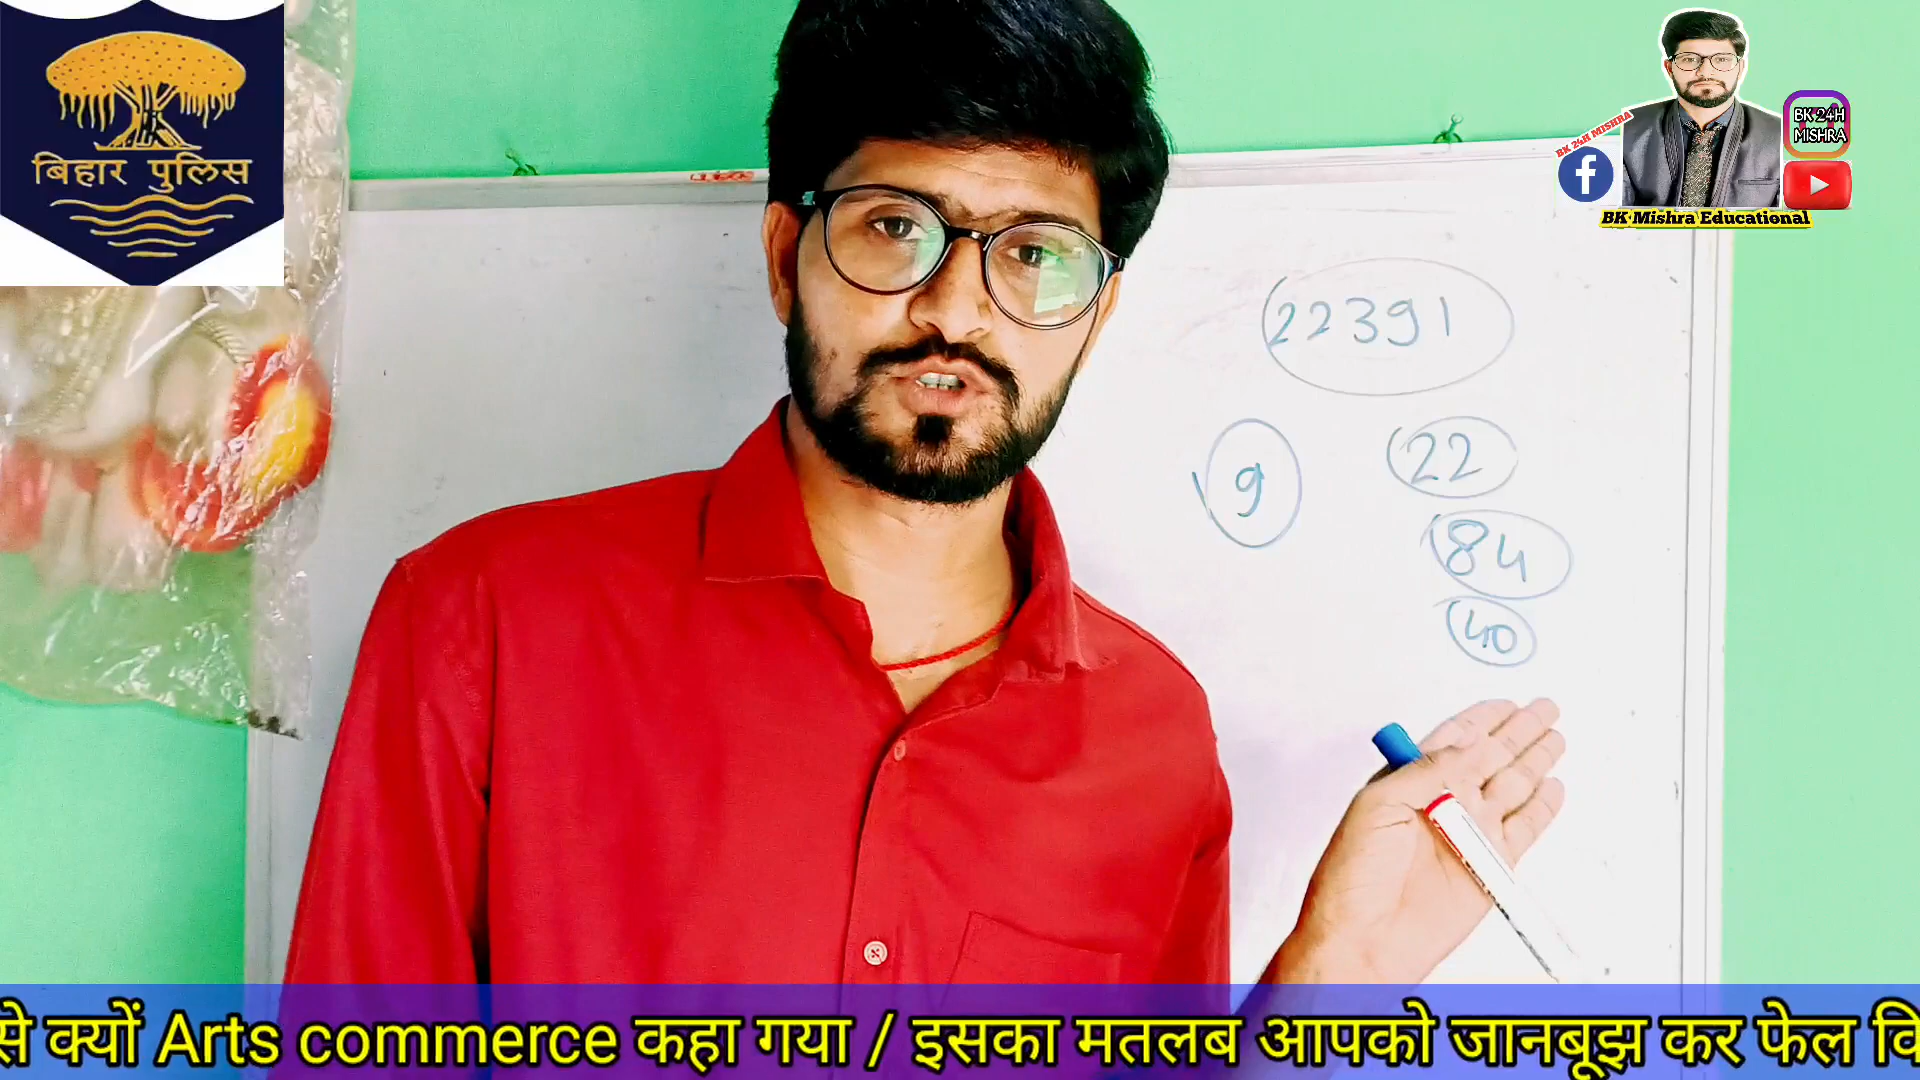 बिहार पुलिस
BK 24H MISHRA
BK 24H
MISHRA
BK Mishra Educational
22391
9
22
84
40
से क्यों Arts commerce कहा गया / इसका मतलब आपको जानबूझ कर फेल कि